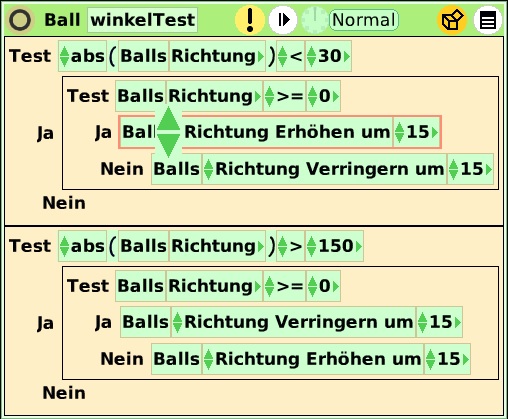 Ball winkelTest ! Normal
Test abs(Balls Richtung) < 30
Test Balls Richtung >= 0
Ja Ja Balls Richtung Erhöhen um 15
Nein Balls Richtung Verringern um 15
Nein
Test abs(Balls Richtung) > 150
Test Balls Richtung >= 0
Ja Ja Balls Richtung Verringern um 15
Nein Balls Richtung Erhöhen um 15
Nein